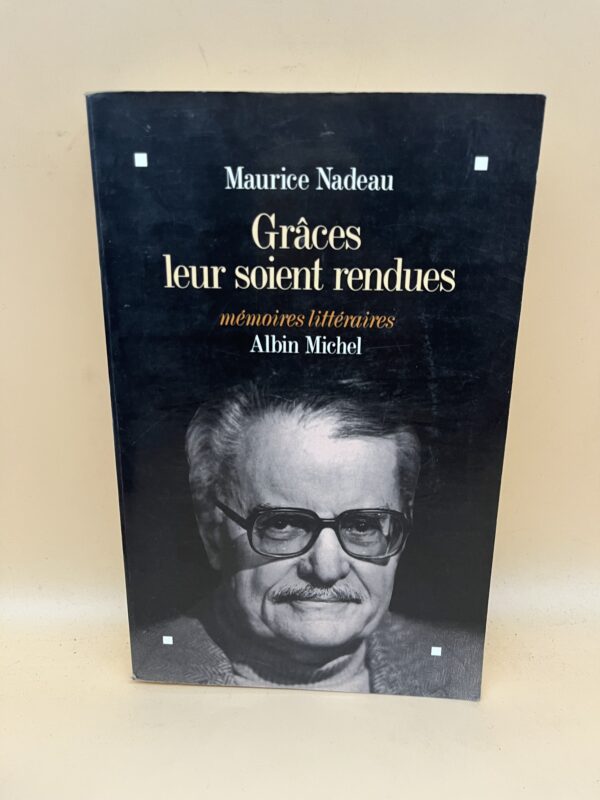 Maurice Nadeau
Grâces
leur soient rendues
mémoires littéraires
Albin Michel